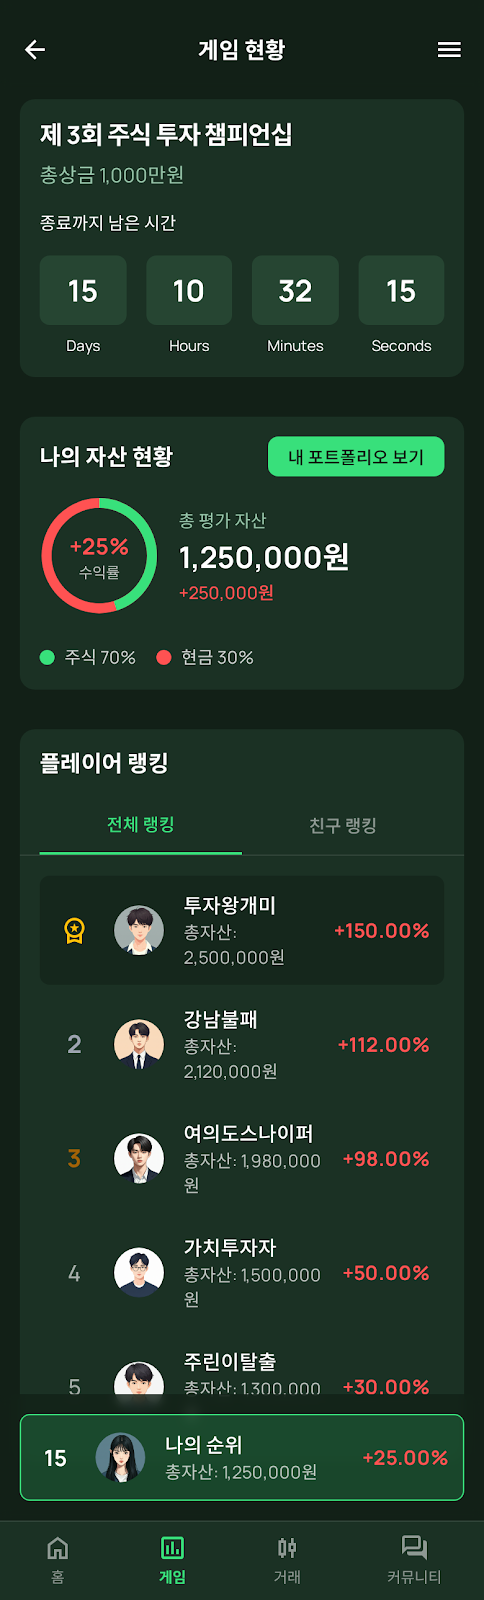 게임 현황
제 3회 주식 투자 챔피언십
총상금 1,000만원
종료까지 남은 시간
15 10 32 15
Days Hours Minutes Seconds
나의 자산 현황
내 포트폴리오 보기
+25%
수익률
총 평가 자산
1,250,000원
+250,000원
주식 70% 현금 30%
플레이어 랭킹
전체 랭킹 친구 랭킹
투자왕개미
총자산:
2,500,000원
+150.00%
2
강남불패
총자산:
2,120,000원
+112.00%
3
여의도스나이퍼
총자산: 1,980,000
원
+98.00%
4
가치투자자
총자산: 1,500,000
원
+50.00%
5
주린이탈출
총자산: 1,300,000
+30.00%
15
나의 순위
총자산: 1,250,000원
+25.00%
홈 게임 거래 커뮤니티